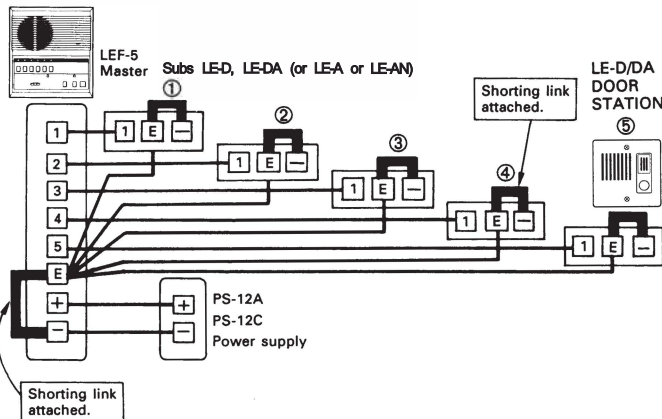 LEF-5
Master
Subs LE-D, LE-DA (or LE-A or LE-AN)
Shorting link
attached.
LE-D/DA
DOOR
STATION
①
②
③
④
⑤
1
1 E —
2
1 E —
3
1 E —
4
1 E —
5
1 E —
E
+
—
+
—
PS-12A
PS-12C
Power supply
Shorting link
attached.